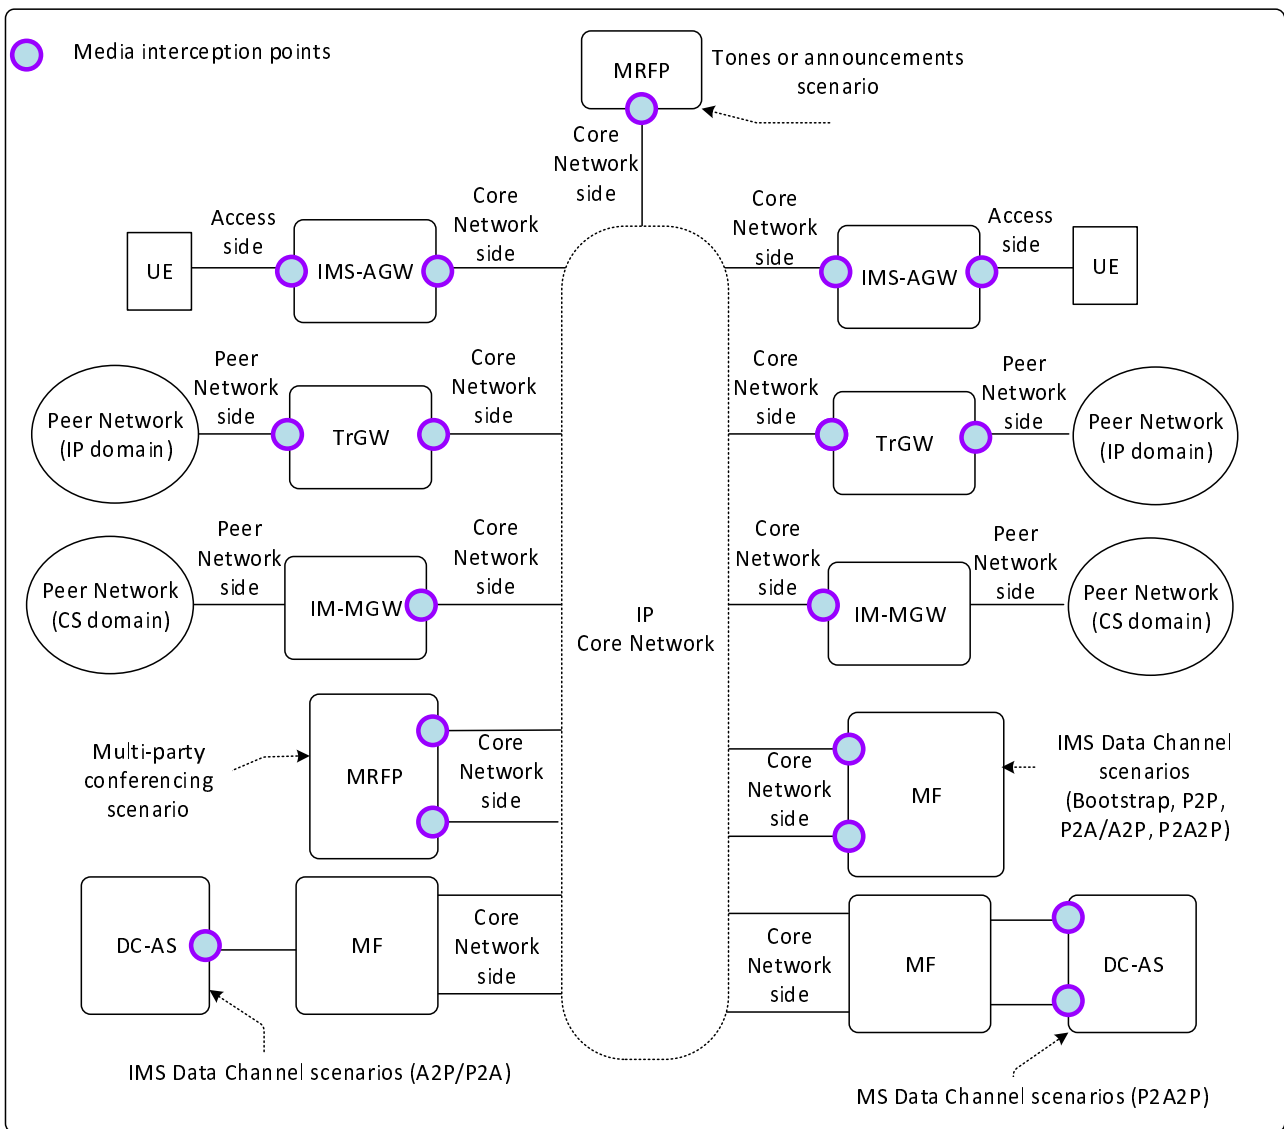 Media interception points
MRFP
Tones or announcements
scenario
Core
Network
side
Access
side
Core
Network
side
UE
IMS-AGW
Core
Network
side
Access
side
IMS-AGW
UE
Peer
Network
side
Core
Network
side
Peer Network
(IP domain)
TrGW
Core
Network
side
Peer
Network
side
TrGW
Peer Network
(IP domain)
Peer
Network
side
Core
Network
side
Peer Network
(CS domain)
IM-MGW
Core
Network
side
Peer
Network
side
IM-MGW
Peer Network
(CS domain)
IP
Core Network
Multi-party
conferencing
scenario
MRFP
Core
Network
side
Core
Network
side
MF
IMS Data Channel
scenarios
(Bootstrap, P2P,
P2A/A2P, P2A2P)
DC-AS
MF
Core
Network
side
Core
Network
side
MF
DC-AS
IMS Data Channel scenarios (A2P/P2A)
MS Data Channel scenarios (P2A2P)